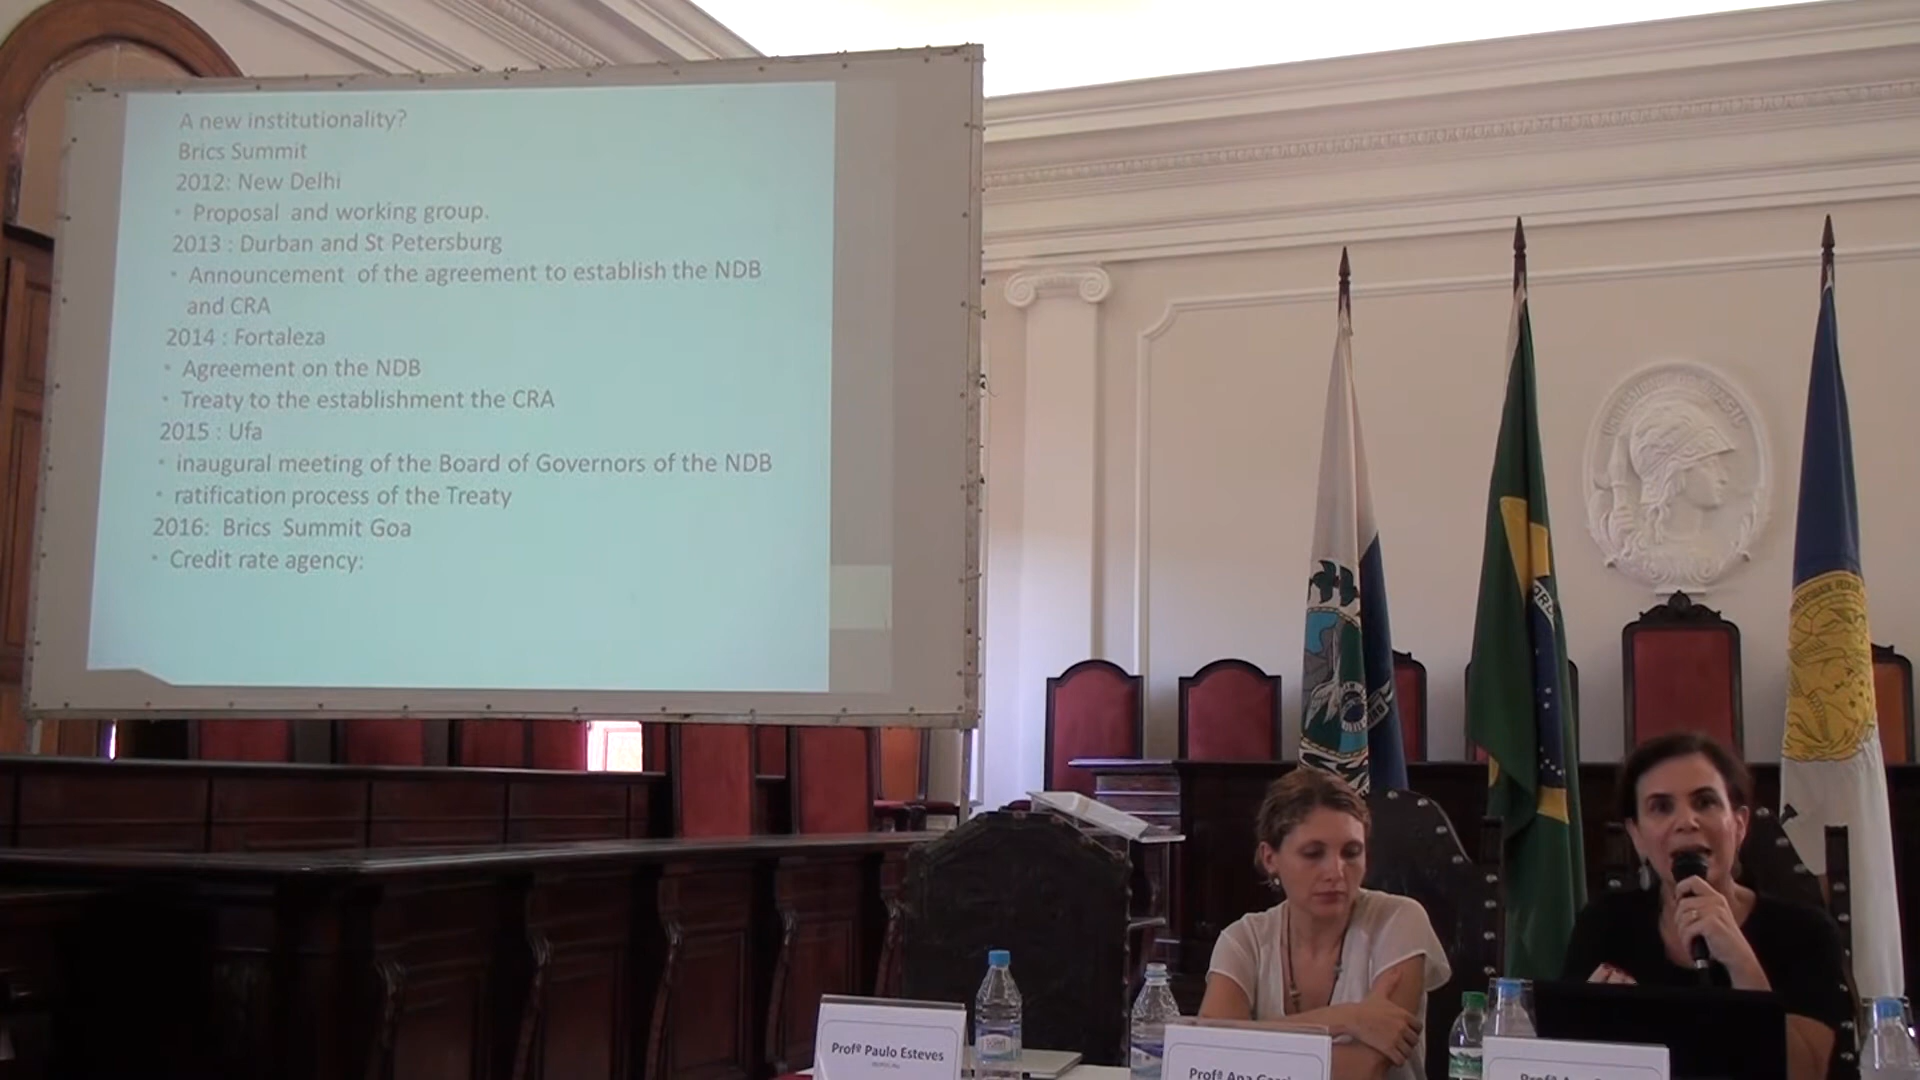 A new institutionality?
Brics Summit
2012: New Delhi
• Proposal and working group.
2013 : Durban and St Petersburg
• Announcement of the agreement to establish the NDB
and CRA
2014 : Fortaleza
• Agreement on the NDB
• Treaty to the establishment the CRA
2015 : Ufa
• inaugural meeting of the Board of Governors of the NDB
• ratification process of the Treaty
2016: Brics Summit Goa
• Credit rate agency:
Profº Paulo Esteves
Profª Ana